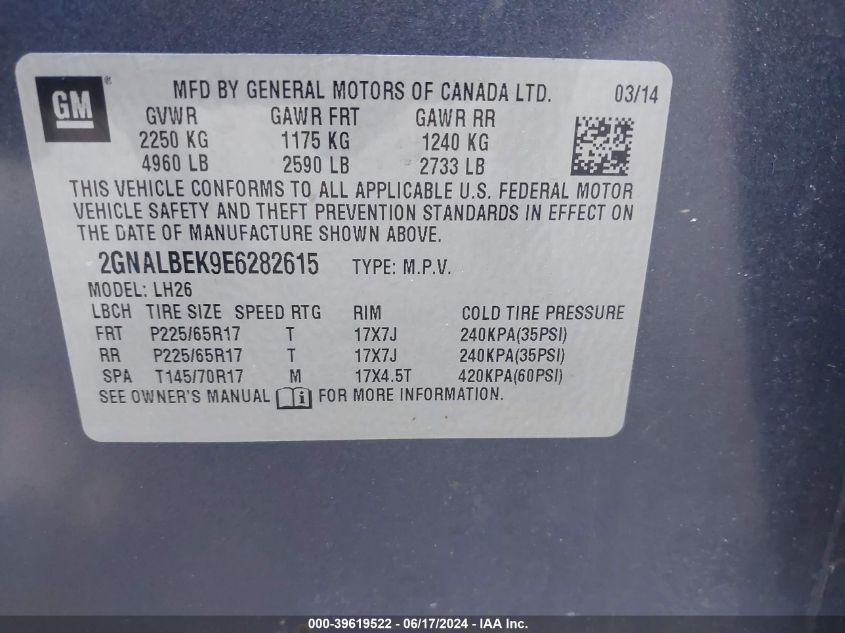 GM ®
MFD BY GENERAL MOTORS OF CANADA LTD. 03/14
GVWR GAWR FRT GAWR RR
2250 KG 1175 KG 1240 KG
4960 LB 2590 LB 2733 LB
THIS VEHICLE CONFORMS TO ALL APPLICABLE U.S. FEDERAL MOTOR
VEHICLE SAFETY AND THEFT PREVENTION STANDARDS IN EFFECT ON
THE DATE OF MANUFACTURE SHOWN ABOVE.
2GNALBEK9E6282615 TYPE: M.P.V.
MODEL: LH26
LBCH TIRE SIZE SPEED RTG RIM COLD TIRE PRESSURE
FRT P225/65R17 T 17X7J 240KPA(35PSI)
RR P225/65R17 T 17X7J 240KPA(35PSI)
SPA T145/70R17 M 17X4.5T 420KPA(60PSI)
SEE OWNER'S MANUAL i FOR MORE INFORMATION.
000-39619522 - 06/17/2024 - IAA Inc.